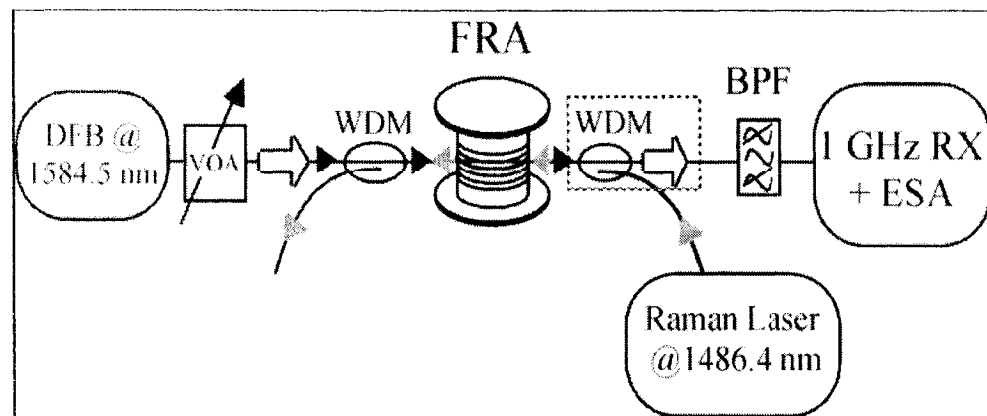 FRA
BPF
WDM
WDM
DFB @
1584.5 nm
VOA
1 GHz RX
+ ESA
Raman Laser
@1486.4 nm